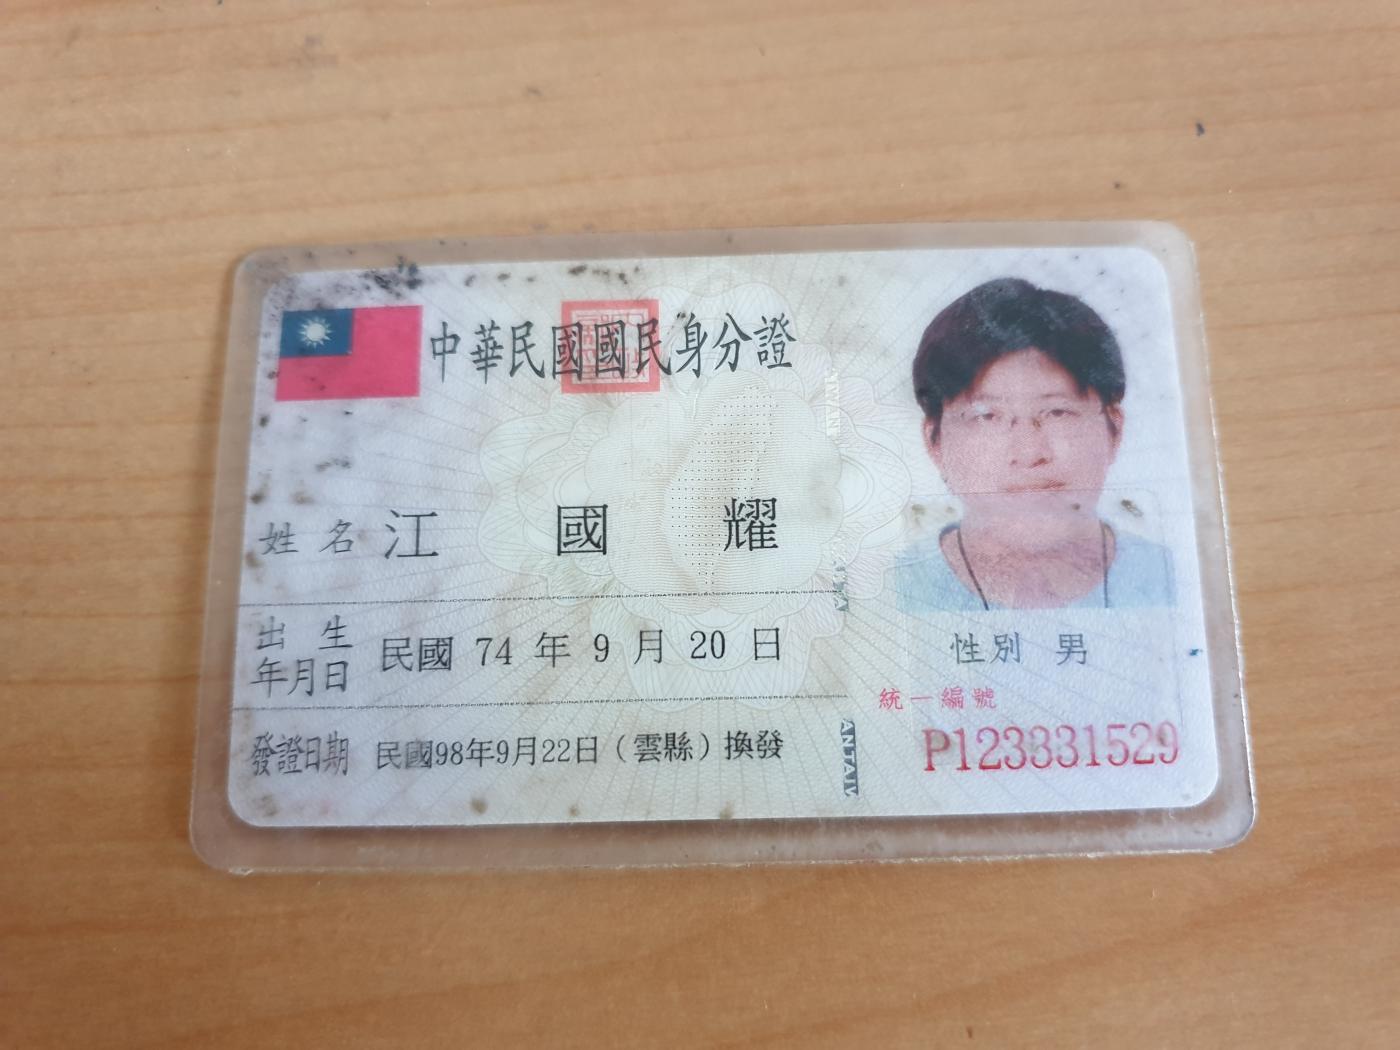 中華民國國民身分證
姓名 江國耀
出生年月日 民國 74 年 9 月 20 日
性別 男
統一編號
P123331529
發證日期 民國98年9月22日（雲縣）換發